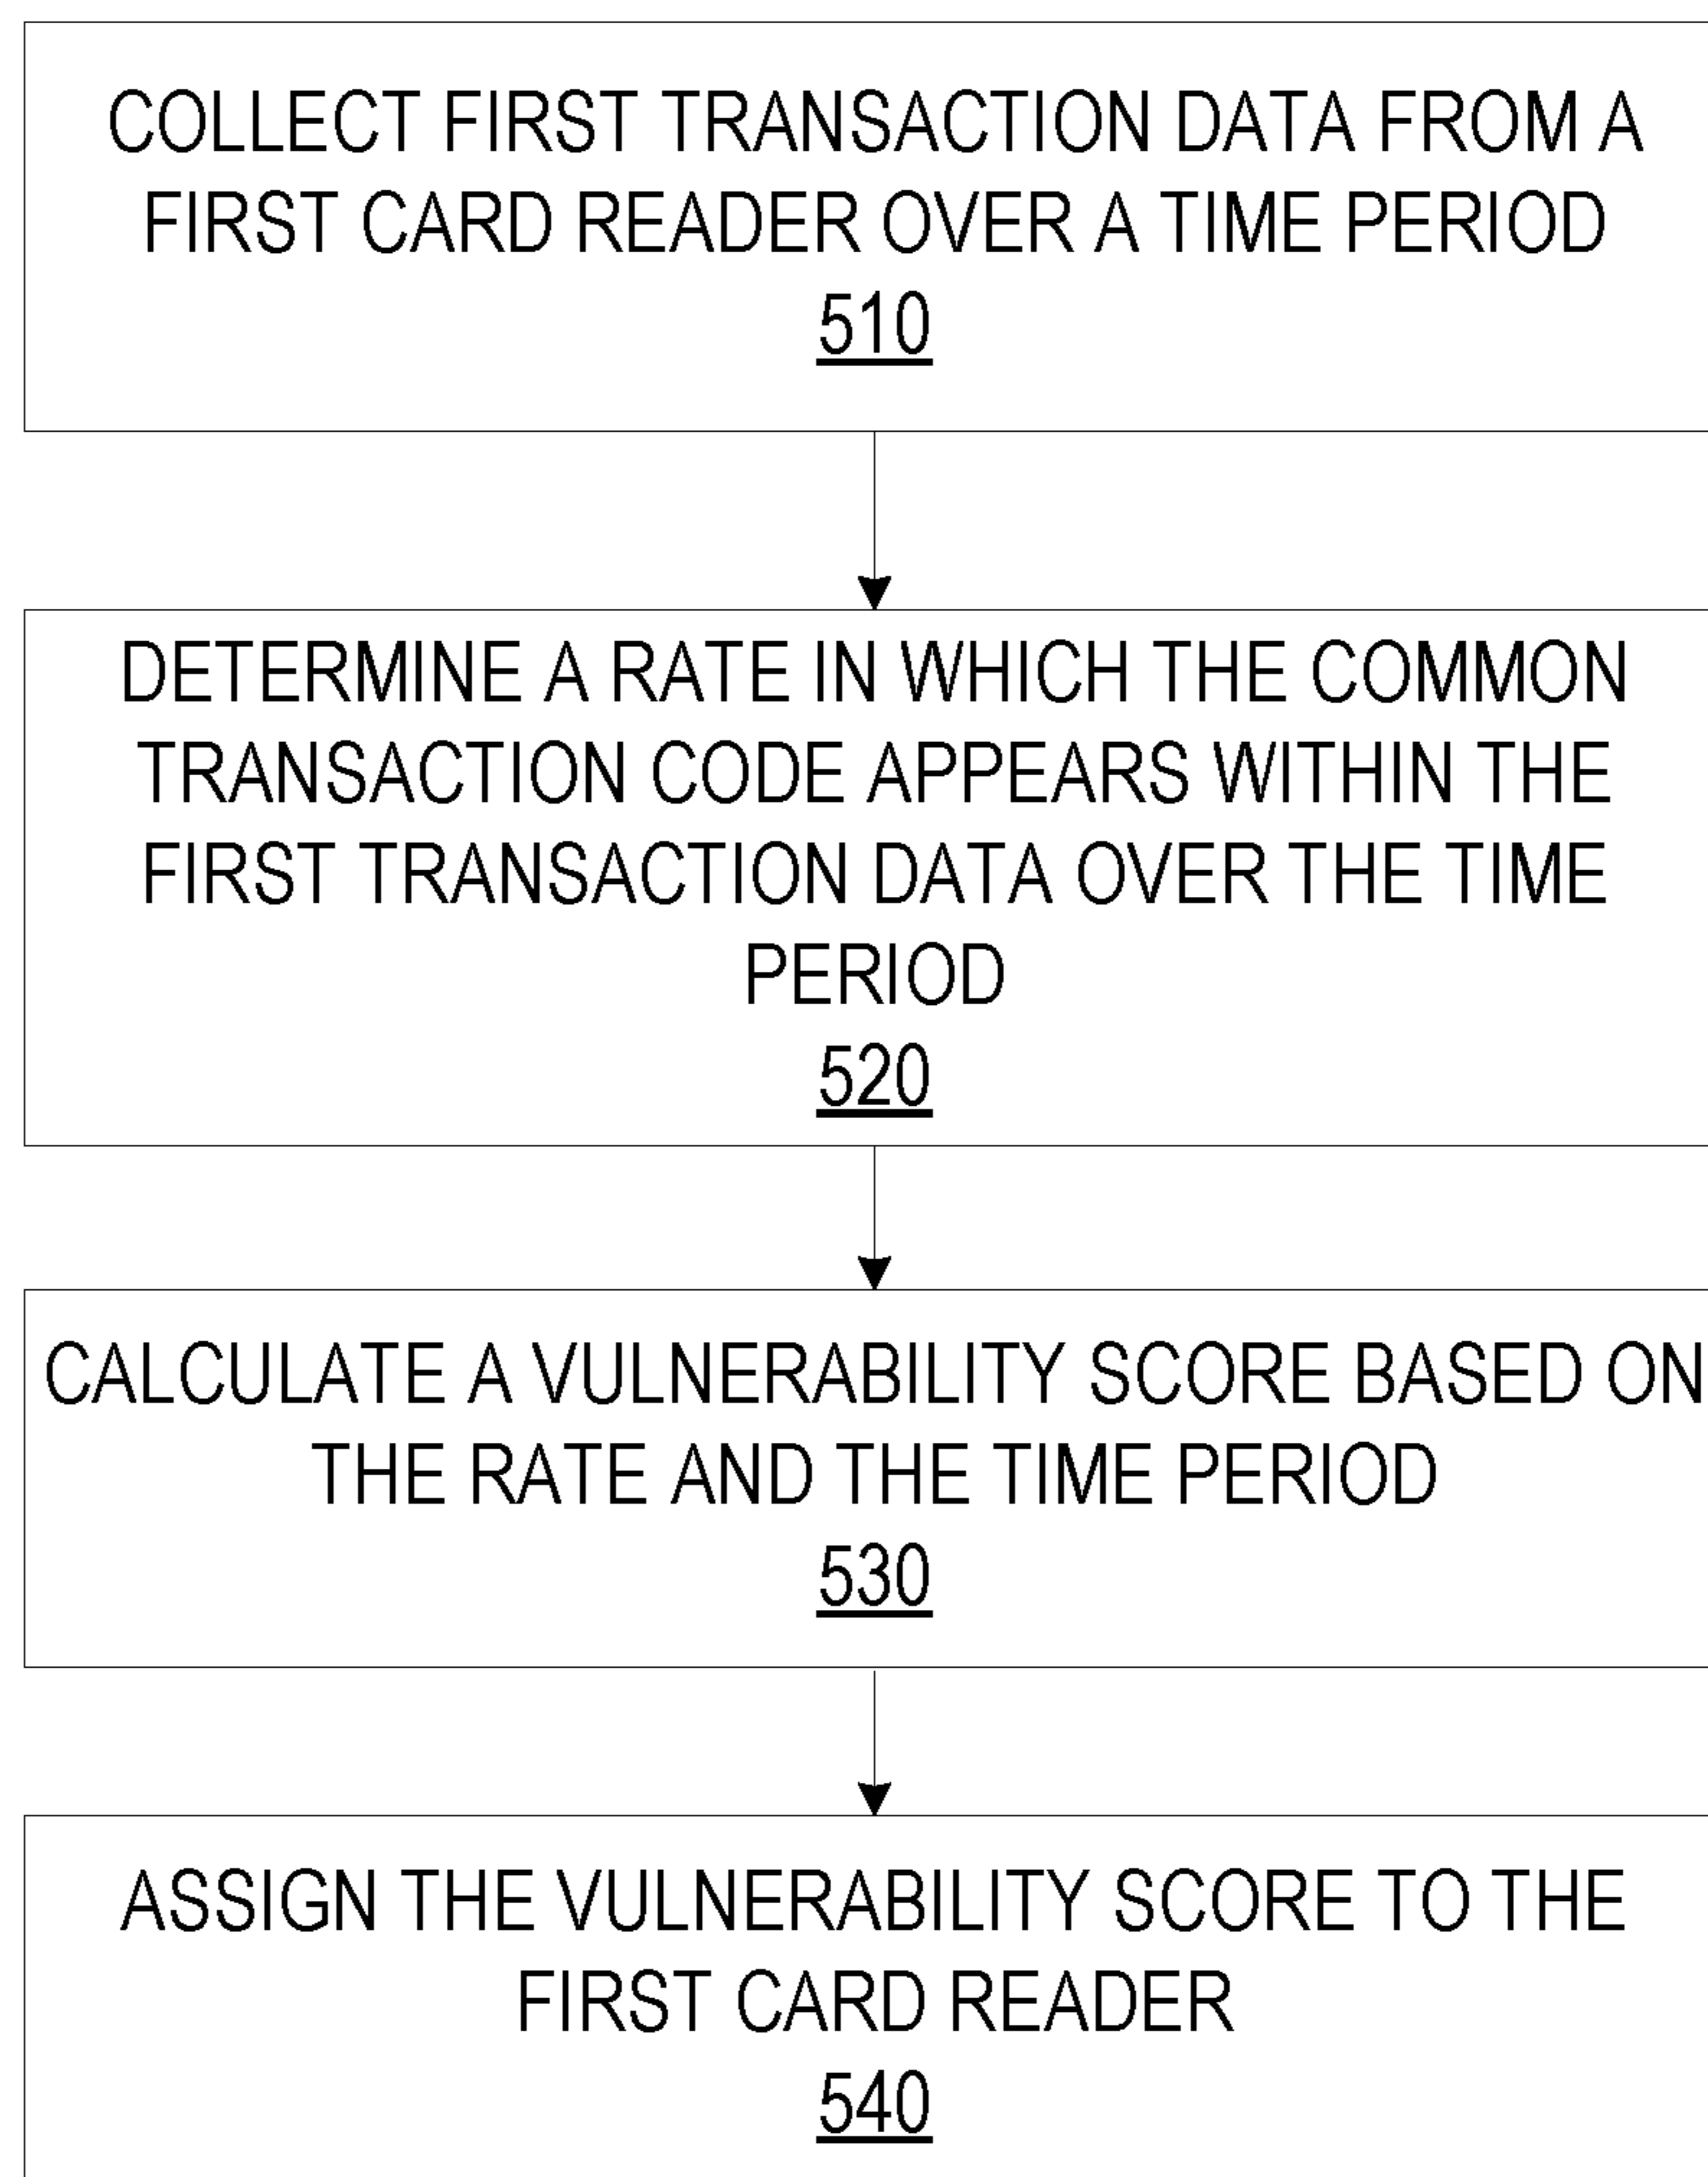 COLLECT FIRST TRANSACTION DATA FROM A
FIRST CARD READER OVER A TIME PERIOD
510
DETERMINE A RATE IN WHICH THE COMMON
TRANSACTION CODE APPEARS WITHIN THE
FIRST TRANSACTION DATA OVER THE TIME
PERIOD
520
CALCULATE A VULNERABILITY SCORE BASED ON
THE RATE AND THE TIME PERIOD
530
ASSIGN THE VULNERABILITY SCORE TO THE
FIRST CARD READER
540